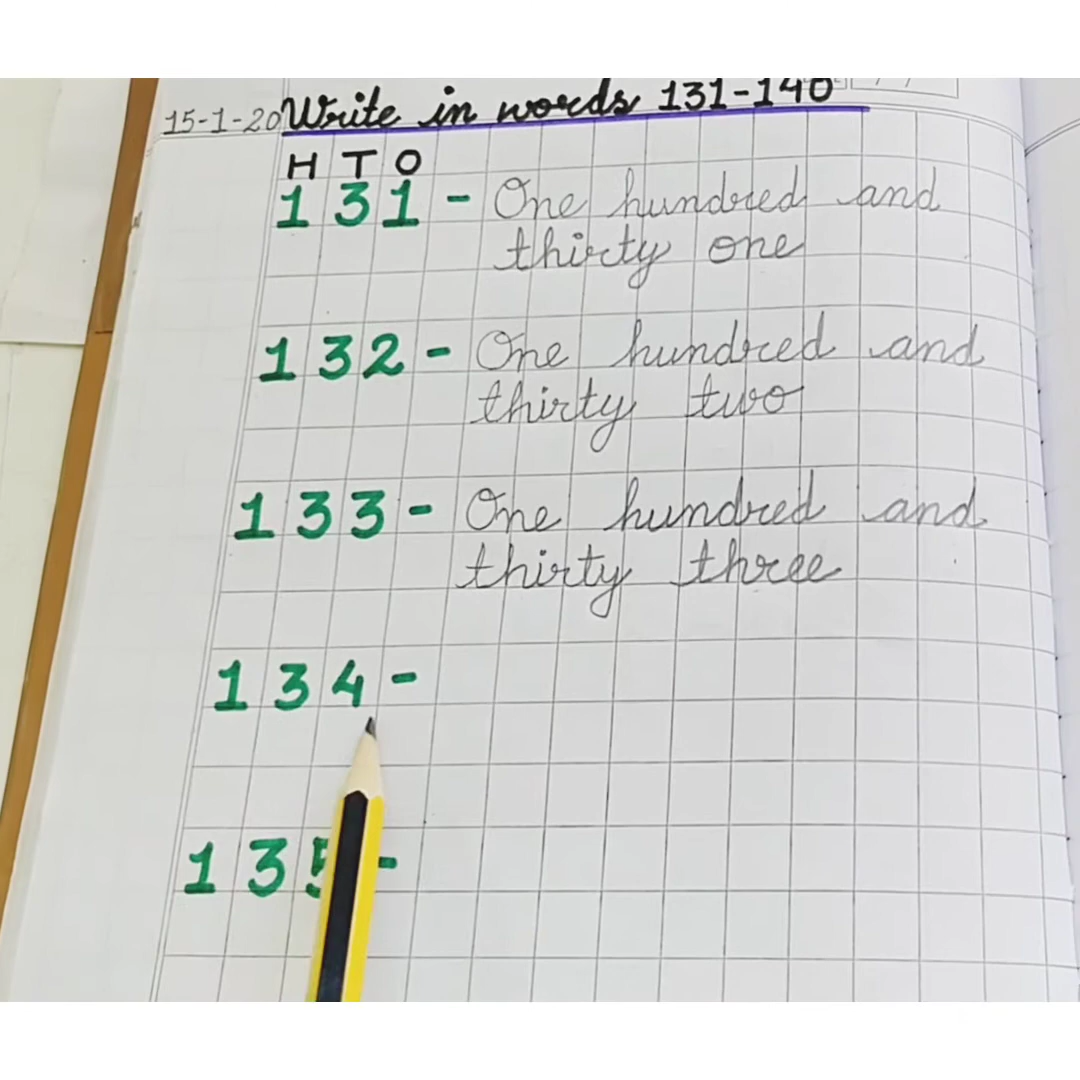 15-1-20 Write in words 131-140
H T O
131 - One hundred and
thirty one
132 - One hundred and
thirty two
133 - One hundred and
thirty three
134 -
135 -